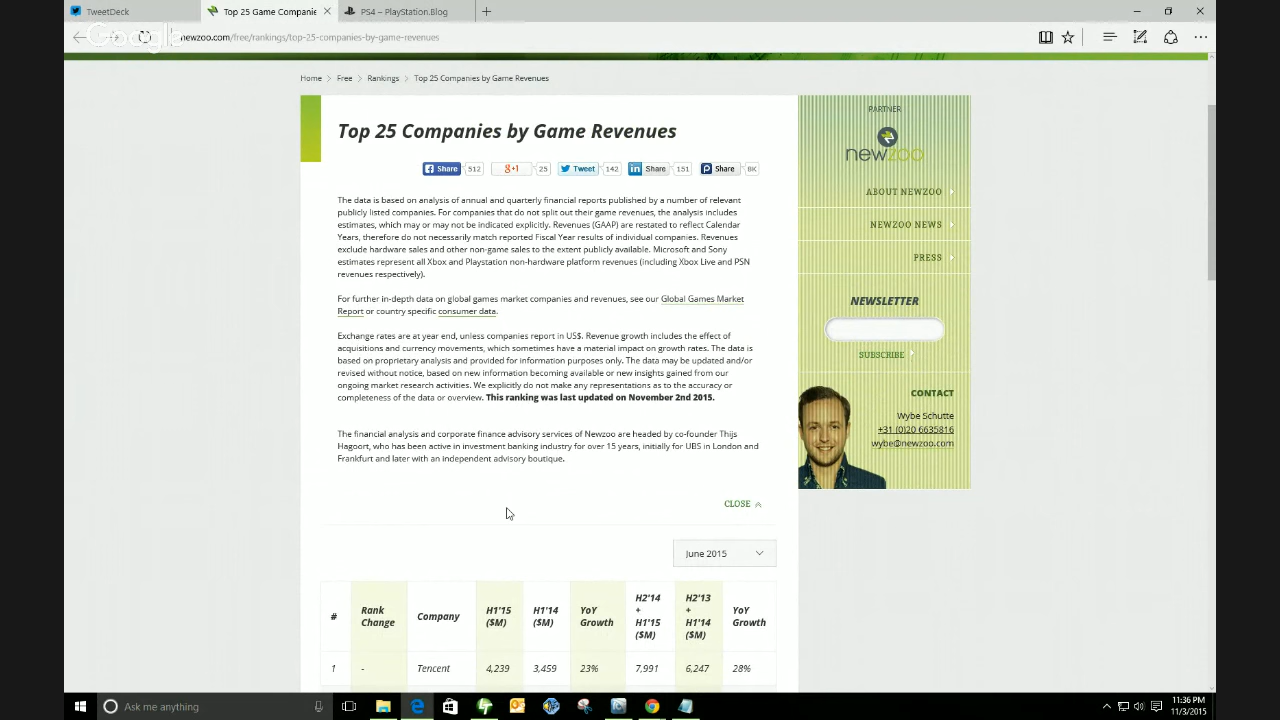 TweetDeck
Top 25 Game Companie
PS4 – PlayStation.Blog
Google
newzoo.com/free/rankings/top-25-companies-by-game-revenues
Home > Free > Rankings > Top 25 Companies by Game Revenues
Top 25 Companies by Game Revenues
Share 512 g+1 25 Tweet 142 in Share 151 Share 8K
The data is based on analysis of annual and quarterly financial reports published by a number of relevant
publicly listed companies. For companies that do not split out their game revenues, the analysis includes
estimates, which may or may not be indicated explicitly. Revenues (GAAP) are restated to reflect Calendar
Years, therefore do not necessarily match reported Fiscal Year results of individual companies. Revenues
exclude hardware sales and other non-game sales to the extent publicly available. Microsoft and Sony
estimates represent all Xbox and Playstation non-hardware platform revenues (including Xbox Live and PSN
revenues respectively).
For further in-depth data on global games market companies and revenues, see our Global Games Market
Report or country specific consumer data.
Exchange rates are at year end, unless companies report in US$. Revenue growth includes the effect of
acquisitions and currency movements, which sometimes have a material impact on growth rates. The data is
based on proprietary analysis and provided for information purposes only. The data may be updated and/or
revised without notice, based on new information becoming available or new insights gained from our
ongoing market research activities. We explicitly do not make any representations as to the accuracy or
completeness of the data or overview. This ranking was last updated on November 2nd 2015.
The financial analysis and corporate finance advisory services of Newzoo are headed by co-founder Thijs
Hagoort, who has been active in investment banking industry for over 15 years, initially for UBS in London and
Frankfurt and later with an independent advisory boutique.
CLOSE
June 2015
# Rank Change Company H1'15 ($M) H1'14 ($M) YoY Growth H2'14 + H1'15 ($M) H2'13 + H1'14 ($M) YoY Growth
1 - Tencent 4,239 3,459 23% 7,991 6,247 28%
PARTNER
newzoo
ABOUT NEWZOO
NEWZOO NEWS
PRESS
NEWSLETTER
SUBSCRIBE
CONTACT
Wybe Schutte
+31 (0)20 6635816
wybe@newzoo.com
Ask me anything
11:36 PM
11/3/2015